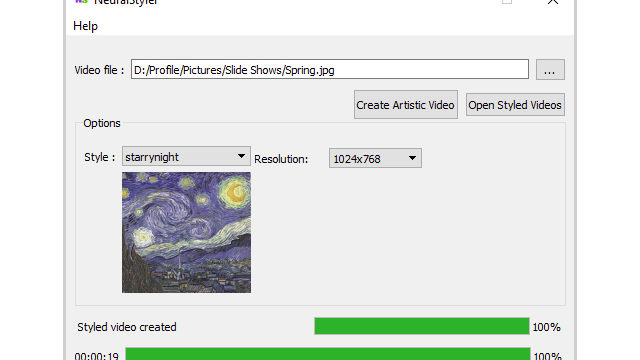 NeuralStyler
Help
Video file : D:/Profile/Pictures/Slide Shows/Spring.jpg ...
Create Artistic Video Open Styled Videos
Options
Style : starrynight Resolution: 1024x768
Styled video created 100%
00:00:19 100%